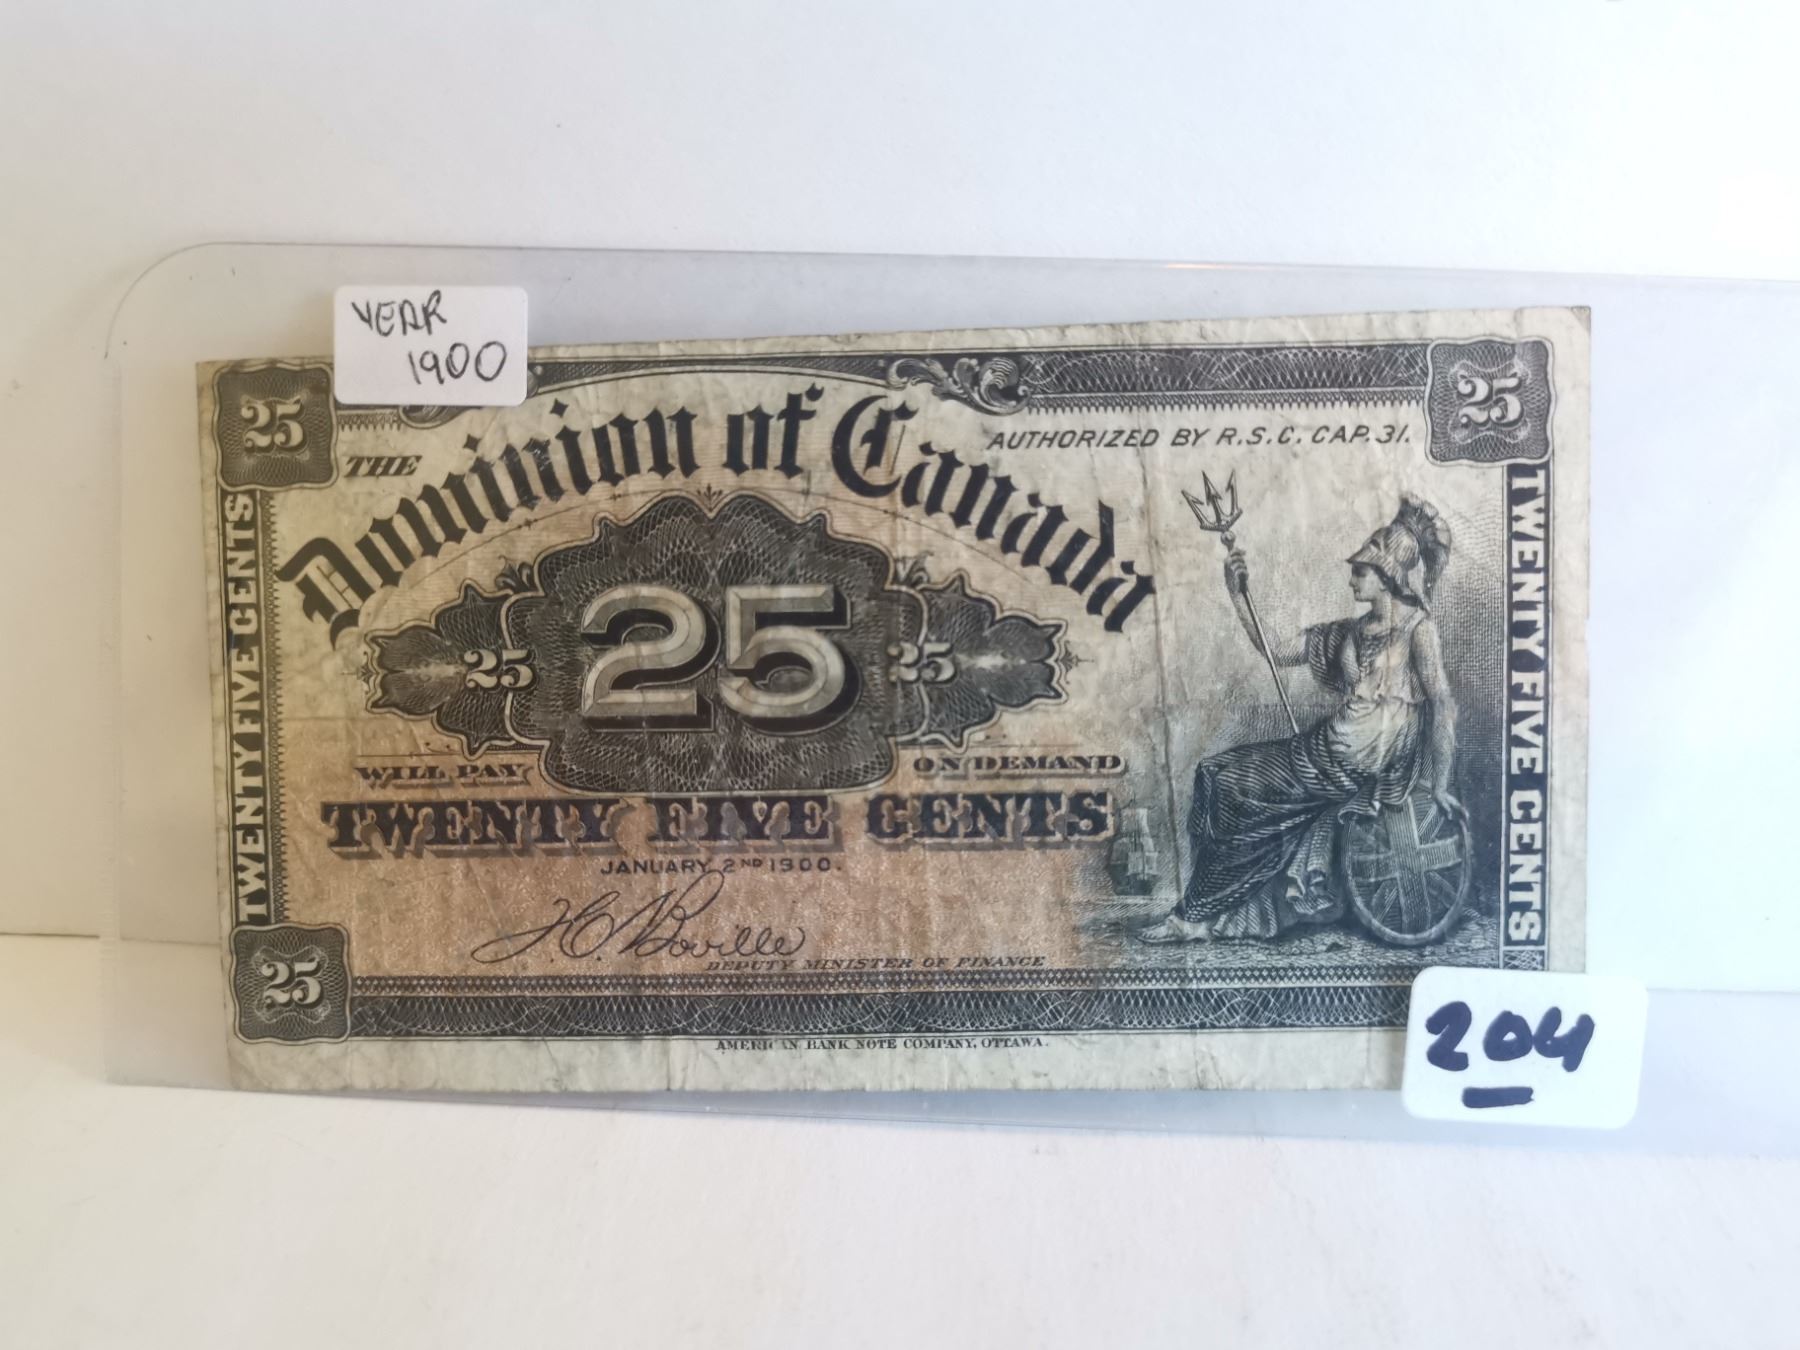 YEAR
1900
25
25
THE
Dominion of Canada
AUTHORIZED BY R.S.C. CAP. 31.
TWENTY FIVE CENTS
TWENTY FIVE CENTS
25
25
25
WILL PAY
ON DEMAND
TWENTY FIVE CENTS
JANUARY 2ND 1900.
H.C. Boville
DEPUTY MINISTER OF FINANCE
25
AMERICAN BANK NOTE COMPANY, OTTAWA.
204